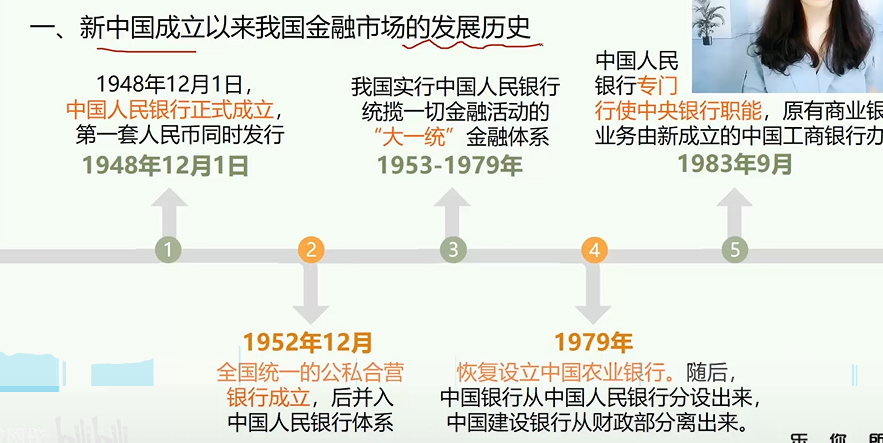 一、新中国成立以来我国金融市场的发展历史
1948年12月1日，
中国人民银行正式成立，
第一套人民币同时发行
1948年12月1日
我国实行中国人民银行
统揽一切金融活动的
“大一统”金融体系
1953-1979年
中国人民
银行专门
行使中央银行职能，原有商业银
业务由新成立的中国工商银行办
1983年9月
1
2
3
4
5
1952年12月
全国统一的公私合营
银行成立，后并入
中国人民银行体系
1979年
恢复设立中国农业银行。随后，
中国银行从中国人民银行分设出来，
中国建设银行从财政部分离出来。
bilibili